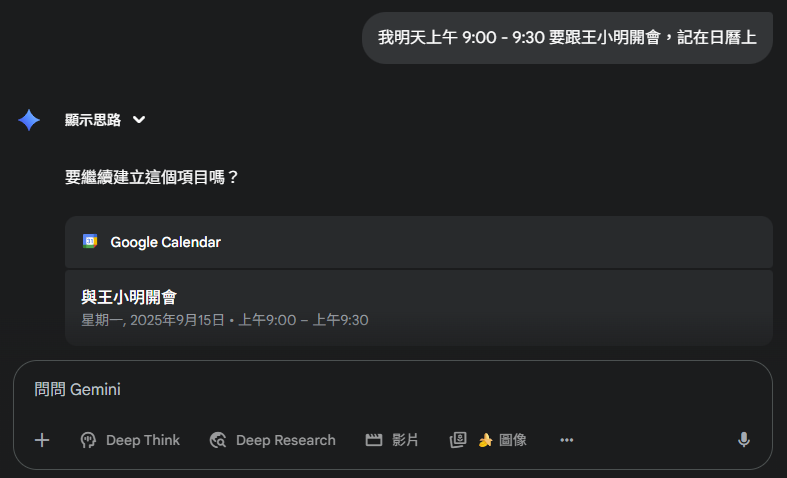 我明天上午 9:00 - 9:30 要跟王小明開會，記在日曆上
顯示思路
要繼續建立這個項目嗎？
Google Calendar
與王小明開會
星期一, 2025年9月15日 • 上午9:00 – 上午9:30
問問 Gemini
Deep Think Deep Research 影片 圖像